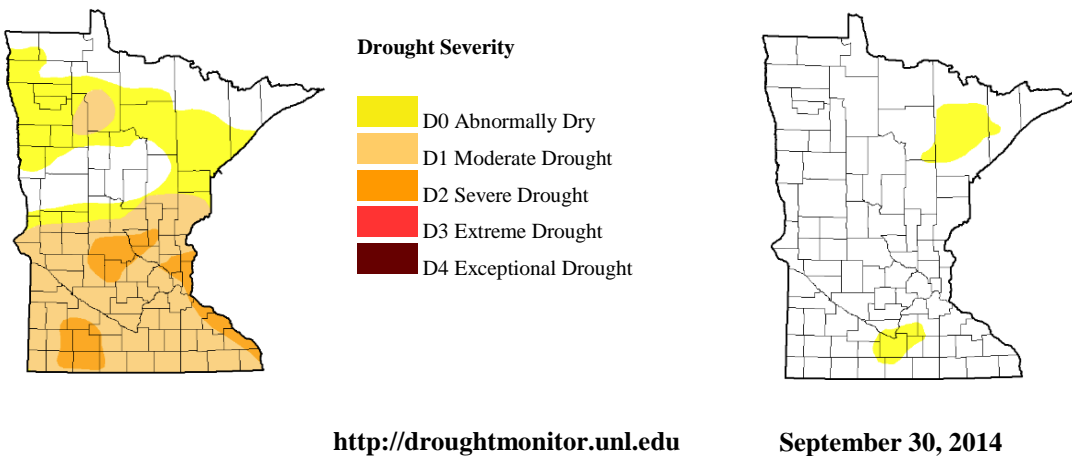 Drought Severity
D0 Abnormally Dry
D1 Moderate Drought
D2 Severe Drought
D3 Extreme Drought
D4 Exceptional Drought
http://droughtmonitor.unl.edu
September 30, 2014